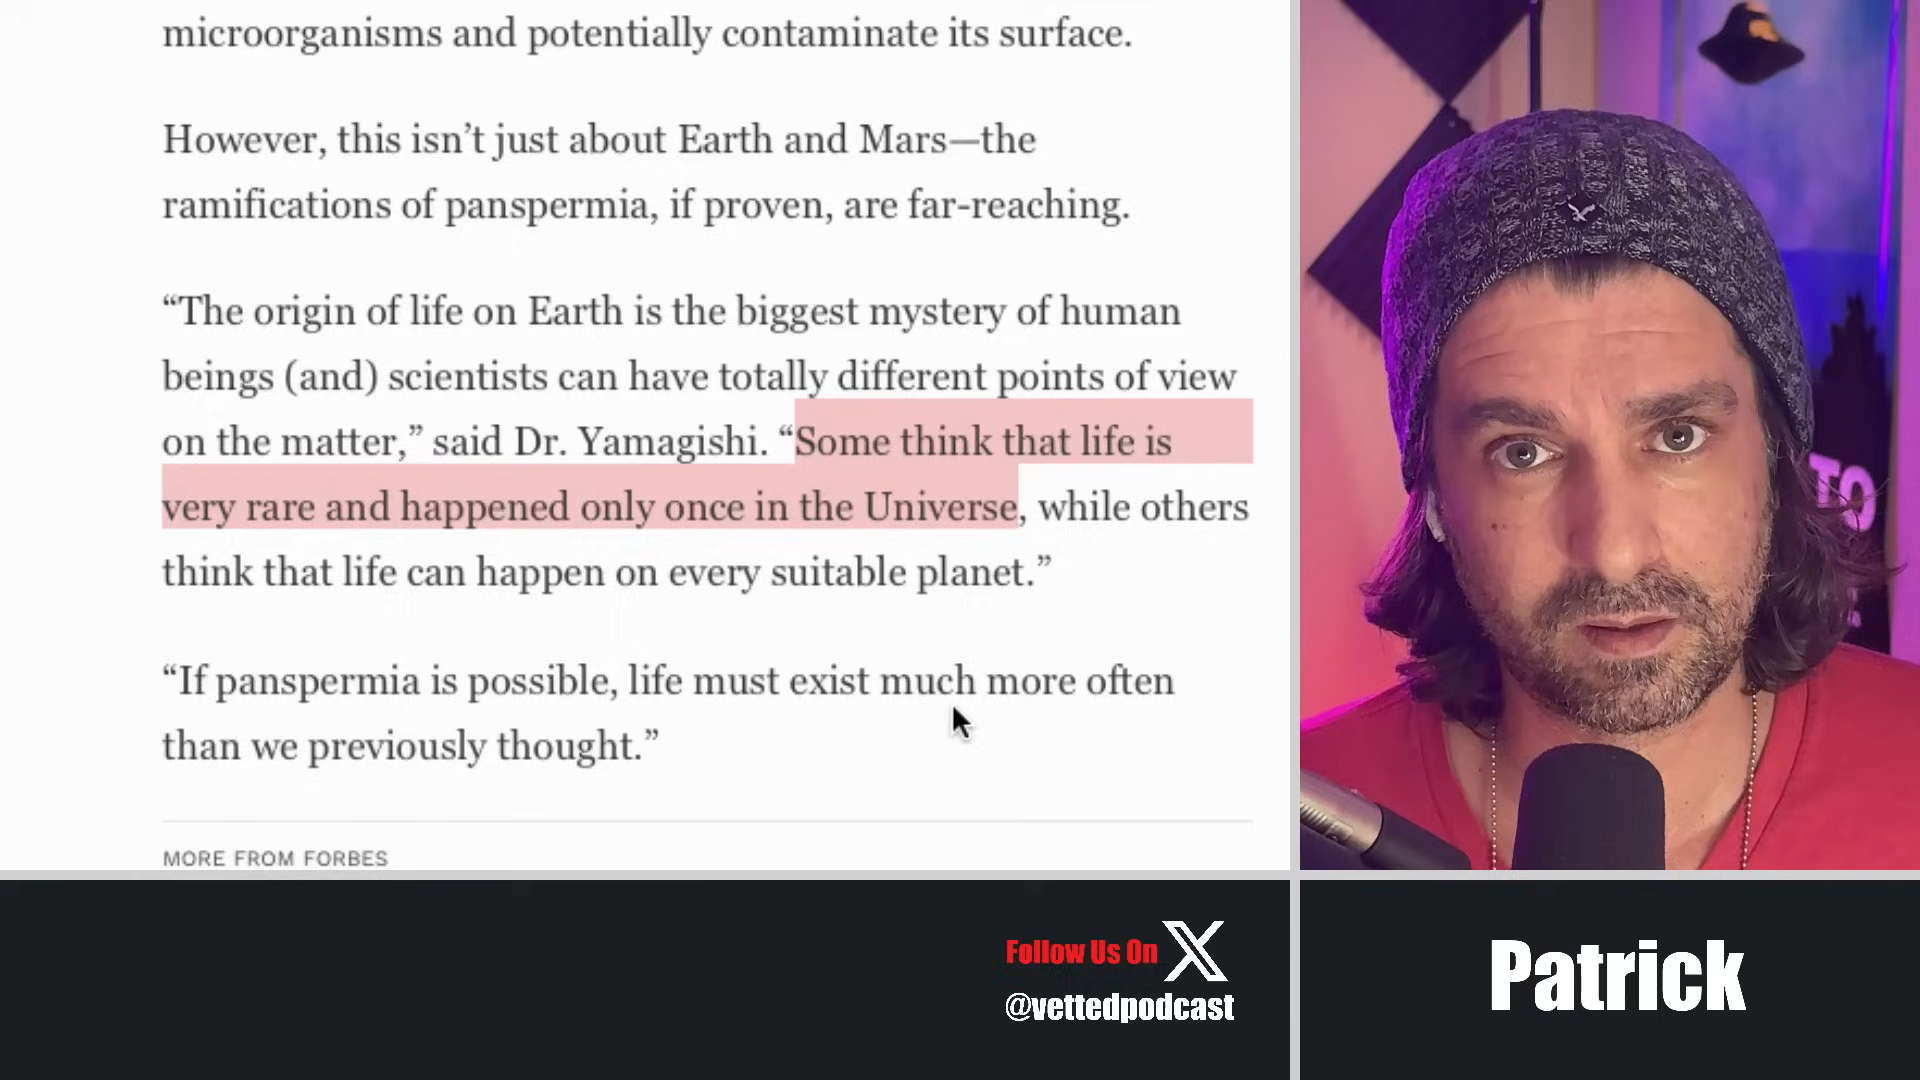 microorganisms and potentially contaminate its surface.
However, this isn’t just about Earth and Mars—the
ramifications of panspermia, if proven, are far-reaching.
“The origin of life on Earth is the biggest mystery of human
beings (and) scientists can have totally different points of view
on the matter,” said Dr. Yamagishi. “Some think that life is
very rare and happened only once in the Universe, while others
think that life can happen on every suitable planet.”
“If panspermia is possible, life must exist much more often
than we previously thought.”
MORE FROM FORBES
TO
Follow Us On X
@vettedpodcast
Patrick